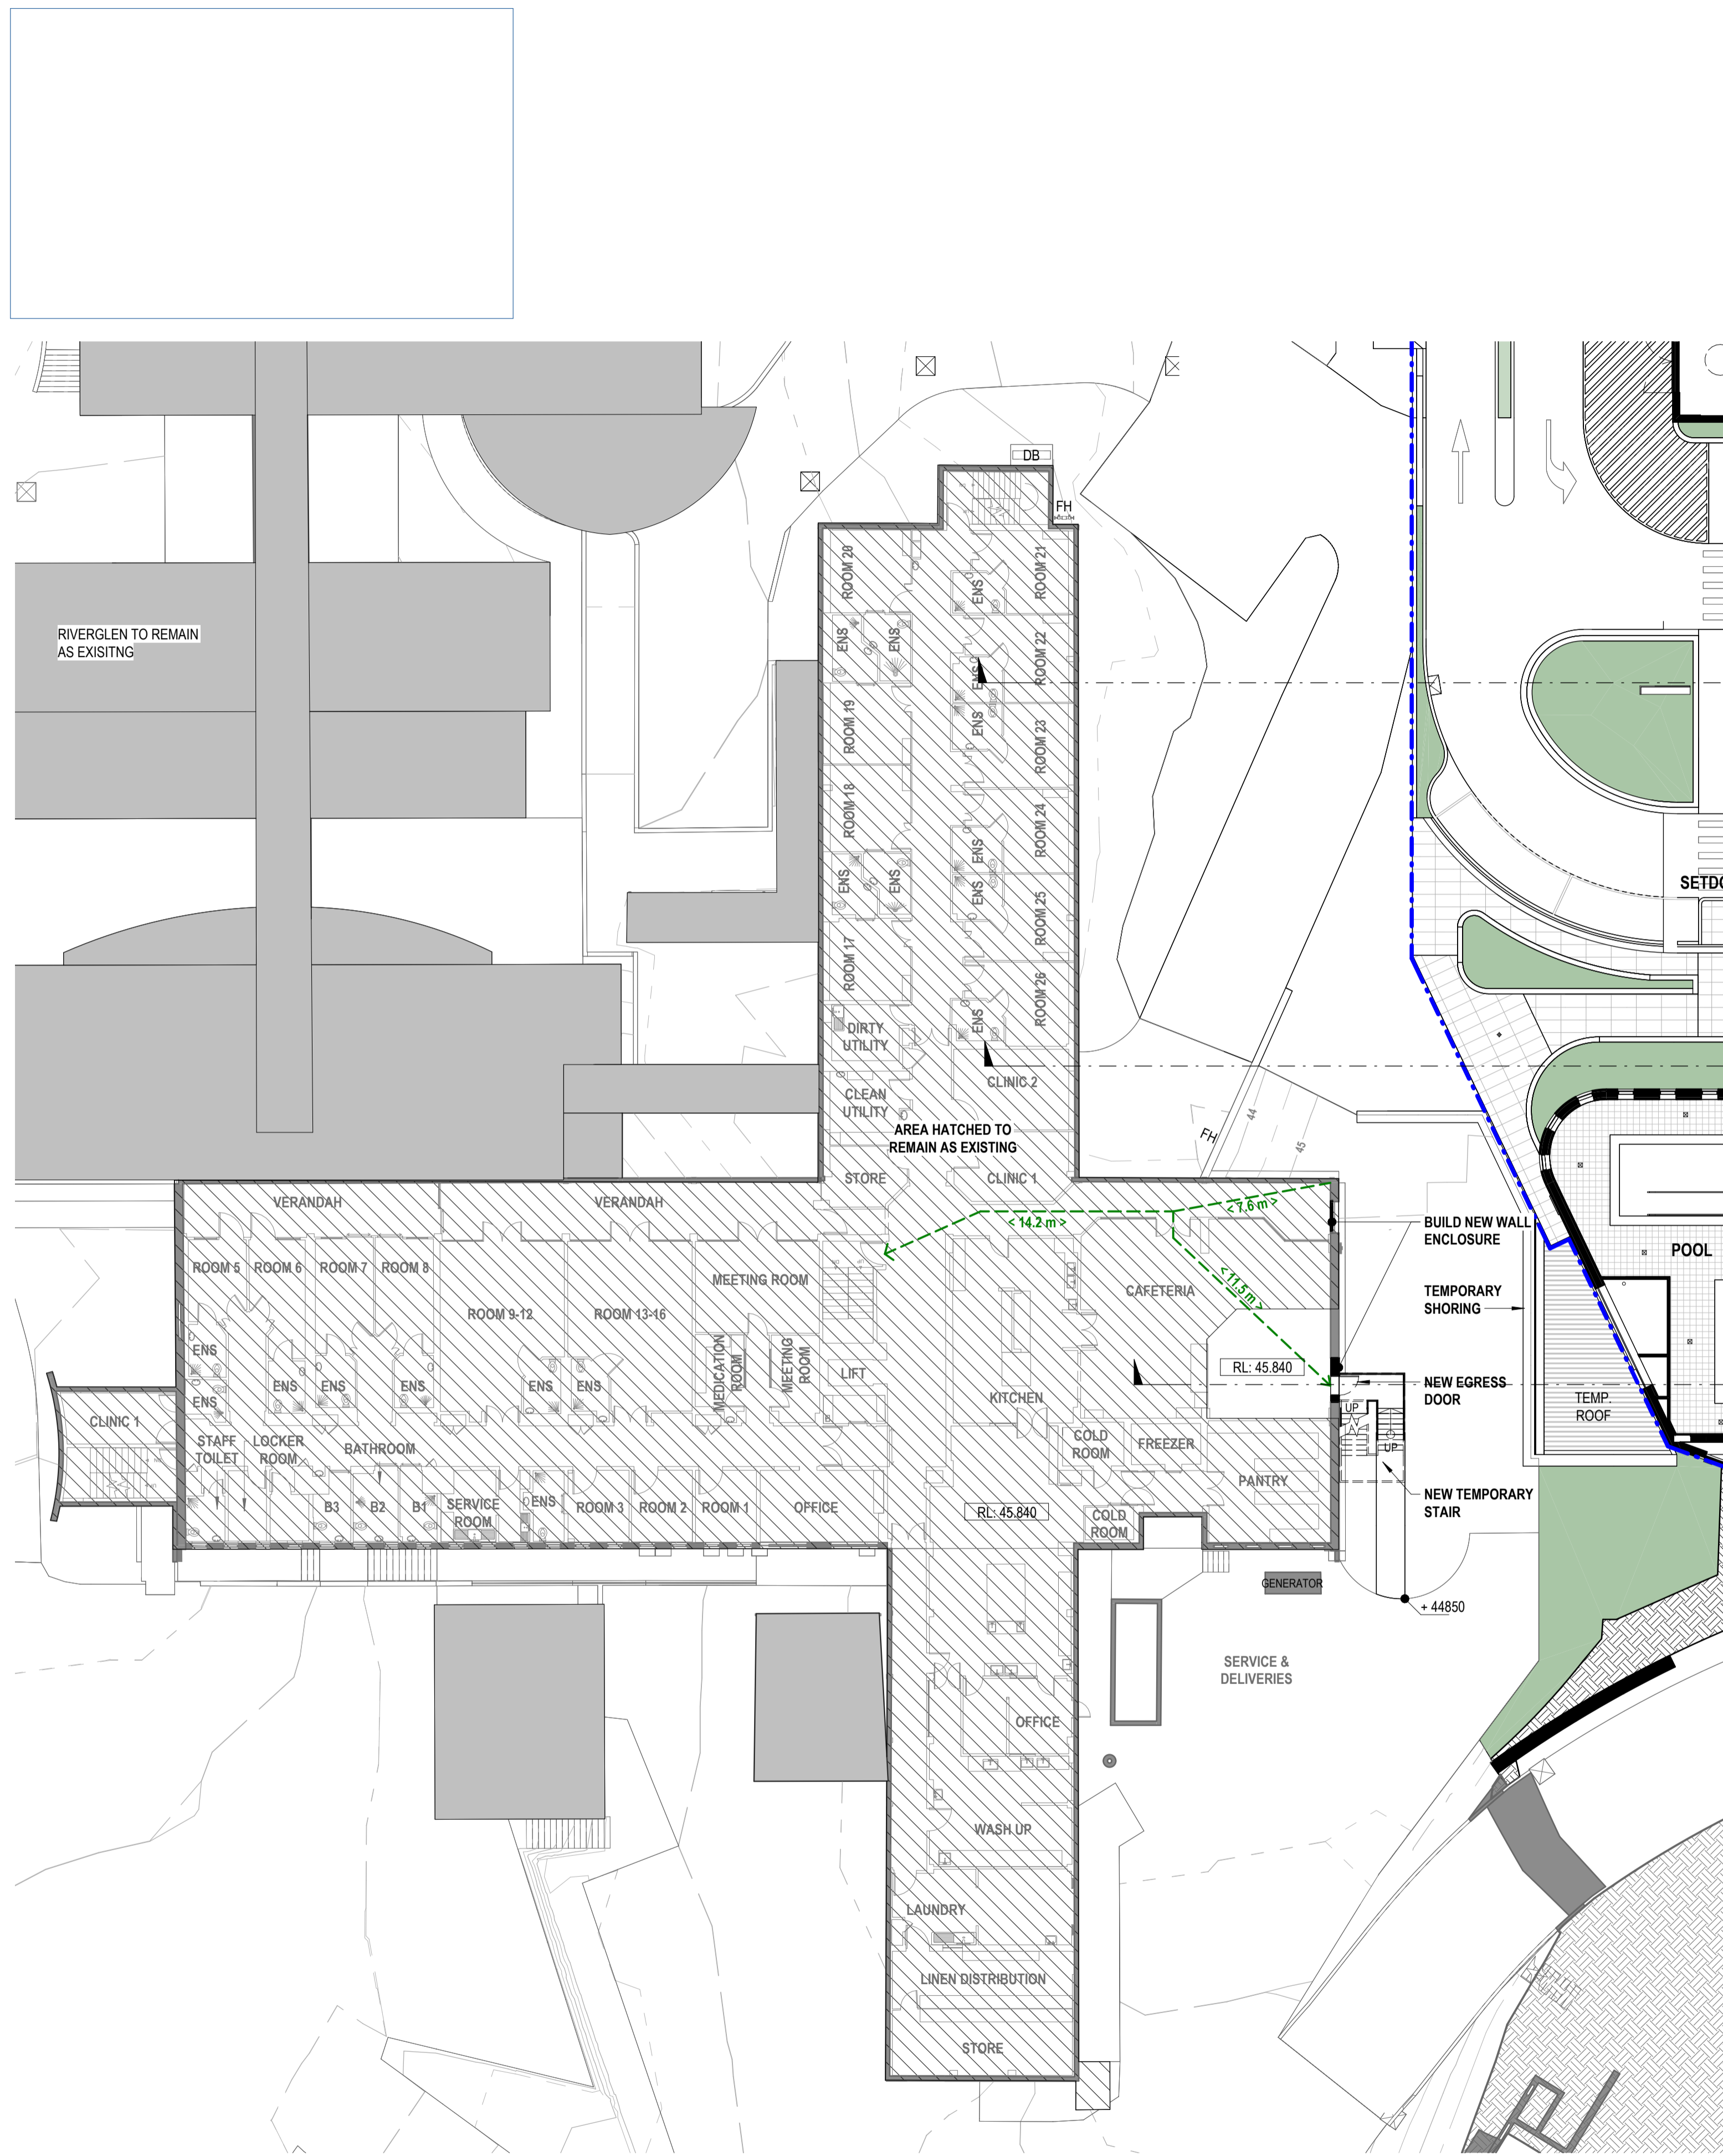 DB
FH
ROOM 20
ROOM 21
ENS
ENS
ENS
RIVERGLEN TO REMAIN
AS EXISITNG
ROOM 22
ENS
ROOM 19
ENS
ROOM 23
ROOM 18
ROOM 24
ENS
ENS
ENS
ENS
SETDO
ROOM 25
ROOM 17
ROOM 26
ENS
DIRTY
UTILITY
CLINIC 2
CLEAN
UTILITY
44
FH
45
AREA HATCHED TO
REMAIN AS EXISTING
STORE
CLINIC 1
VERANDAH
VERANDAH
< 7.6 m >
< 14.2 m >
BUILD NEW WALL
ENCLOSURE
POOL
ROOM 5
ROOM 6
ROOM 7
ROOM 8
MEETING ROOM
< 11.5 m >
CAFETERIA
TEMPORARY
SHORING
ROOM 9-12
ROOM 13-16
ENS
MEDICATION
ROOM
MEETING
ROOM
LIFT
RL: 45.840
ENS
ENS
ENS
ENS
ENS
ENS
KITCHEN
NEW EGRESS
DOOR
TEMP.
ROOF
UP
CLINIC 1
STAFF
TOILET
LOCKER
ROOM
BATHROOM
COLD
ROOM
FREEZER
UP
PANTRY
B3
B2
B1
SERVICE
ROOM
ENS
ROOM 3
ROOM 2
ROOM 1
OFFICE
RL: 45.840
COLD
ROOM
NEW TEMPORARY
STAIR
GENERATOR
+ 44850
SERVICE &
DELIVERIES
OFFICE
WASH UP
LAUNDRY
LINEN DISTRIBUTION
STORE